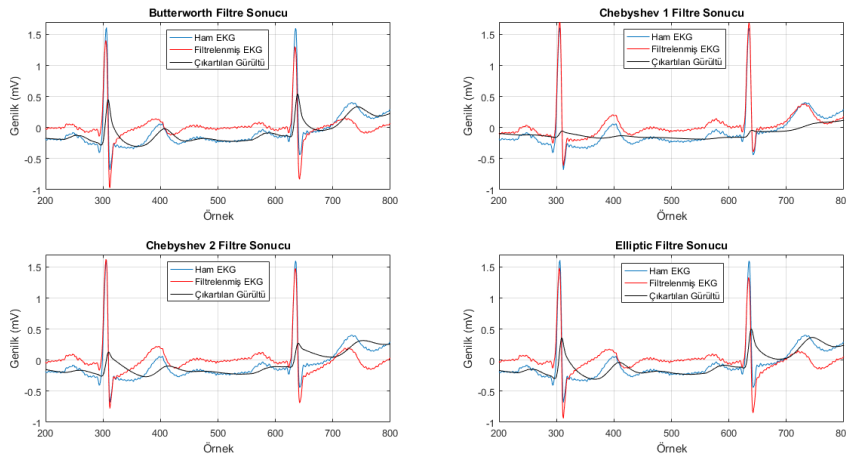 Butterworth Filtre Sonucu
1.5
1
0.5
0
-0.5
-1
Genilk (mV)
Ham EKG
Filtrelenmiş EKG
Çıkartılan Gürültü
200 300 400 500 600 700 800
Örnek
Chebyshev 1 Filtre Sonucu
1.5
1
0.5
0
-0.5
-1
Genilk (mV)
Ham EKG
Filtrelenmiş EKG
Çıkartılan Gürültü
200 300 400 500 600 700 800
Örnek
Chebyshev 2 Filtre Sonucu
1.5
1
0.5
0
-0.5
-1
Genilk (mV)
Ham EKG
Filtrelenmiş EKG
Çıkartılan Gürültü
200 300 400 500 600 700 800
Örnek
Elliptic Filtre Sonucu
1.5
1
0.5
0
-0.5
-1
Genilk (mV)
Ham EKG
Filtrelenmiş EKG
Çıkartılan Gürültü
200 300 400 500 600 700 800
Örnek